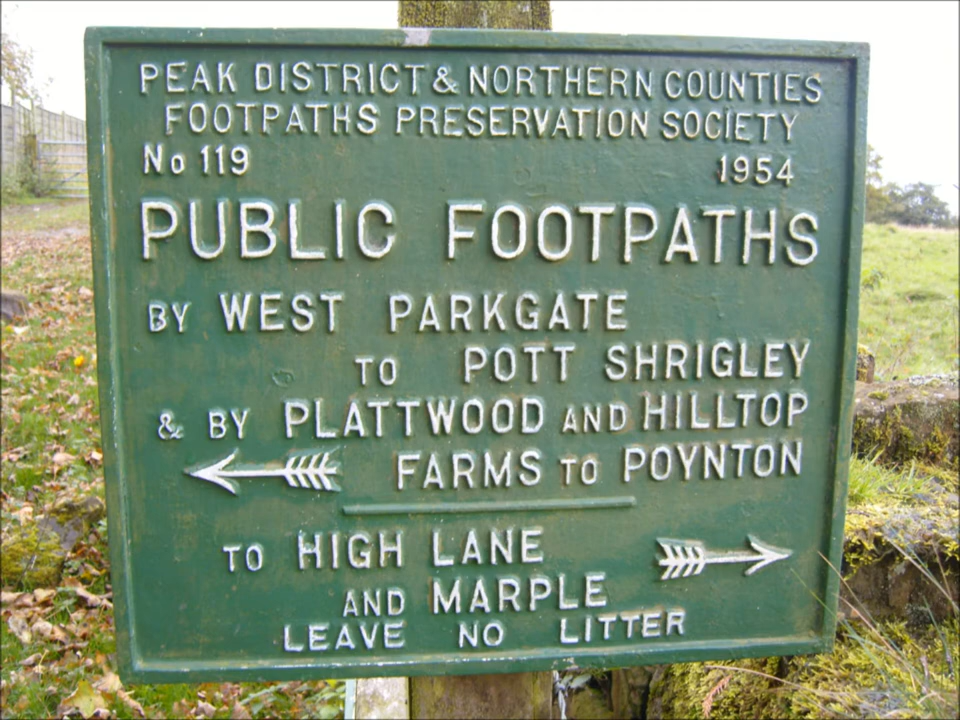 PEAK DISTRICT & NORTHERN COUNTIES
FOOTPATHS PRESERVATION SOCIETY
No 119 1954
PUBLIC FOOTPATHS
BY WEST PARKGATE
TO POTT SHRIGLEY
& BY PLATTWOOD AND HILLTOP
FARMS TO POYNTON
TO HIGH LANE
AND MARPLE
LEAVE NO LITTER